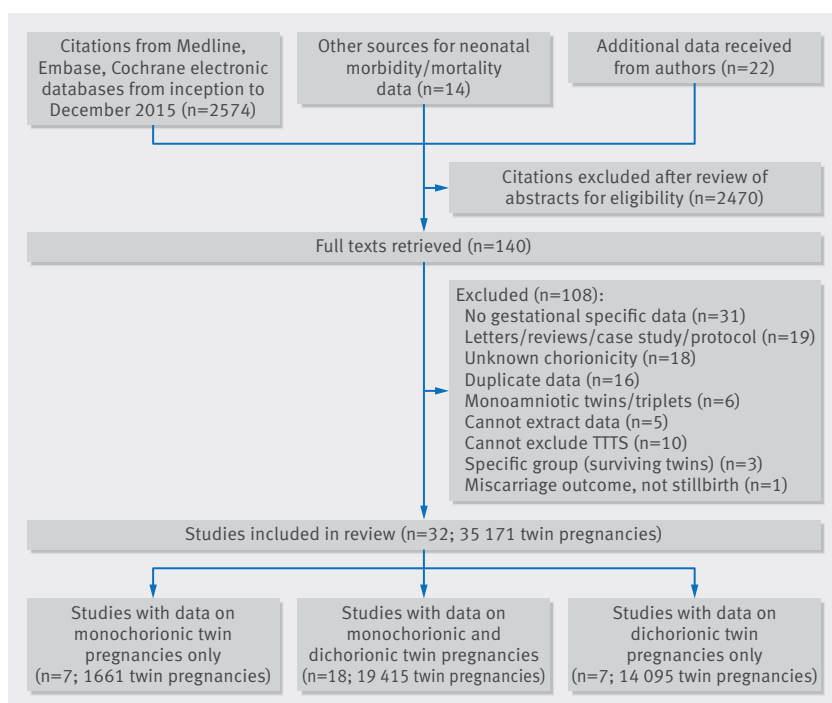 Citations from Medline,
Embase, Cochrane electronic
databases from inception to
December 2015 (n=2574)
Other sources for neonatal
morbidity/mortality
data (n=14)
Additional data received
from authors (n=22)
Citations excluded after review of
abstracts for eligibility (n=2470)
Full texts retrieved (n=140)
Excluded (n=108):
No gestational specific data (n=31)
Letters/reviews/case study/protocol (n=19)
Unknown chorionicity (n=18)
Duplicate data (n=16)
Monoamniotic twins/triplets (n=6)
Cannot extract data (n=5)
Cannot exclude TTTS (n=10)
Specific group (surviving twins) (n=3)
Miscarriage outcome, not stillbirth (n=1)
Studies included in review (n=32; 35 171 twin pregnancies)
Studies with data on
monochorionic twin
pregnancies only
(n=7; 1661 twin pregnancies)
Studies with data on
monochorionic and
dichorionic twin pregnancies
(n=18; 19 415 twin pregnancies)
Studies with data on
dichorionic twin
pregnancies only
(n=7; 14 095 twin pregnancies)